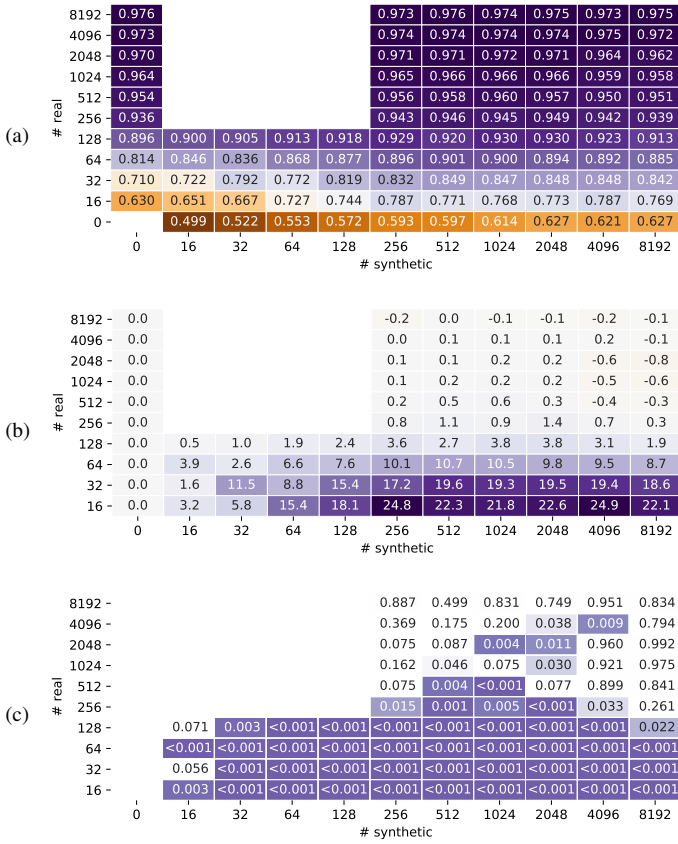 8192 0.976 0.973 0.976 0.974 0.975 0.973 0.975
4096 0.973 0.974 0.974 0.974 0.974 0.975 0.972
2048 0.970 0.971 0.971 0.972 0.971 0.964 0.962
1024 0.964 0.965 0.966 0.966 0.966 0.959 0.958
512 0.954 0.956 0.958 0.960 0.957 0.950 0.951
256 0.936 0.943 0.946 0.945 0.949 0.942 0.939
(a) # real 128 0.896 0.900 0.905 0.913 0.918 0.929 0.920 0.930 0.930 0.923 0.913
64 0.814 0.846 0.836 0.868 0.877 0.896 0.901 0.900 0.894 0.892 0.885
32 0.710 0.722 0.792 0.772 0.819 0.832 0.849 0.847 0.848 0.848 0.842
16 0.630 0.651 0.667 0.727 0.744 0.787 0.771 0.768 0.773 0.787 0.769
0 0.499 0.522 0.553 0.572 0.593 0.597 0.614 0.627 0.621 0.627
0 16 32 64 128 256 512 1024 2048 4096 8192
# synthetic
8192 0.0 -0.2 0.0 -0.1 -0.1 -0.2 -0.1
4096 0.0 0.0 0.1 0.1 0.1 0.2 -0.1
2048 0.0 0.1 0.1 0.2 0.2 -0.6 -0.8
1024 0.0 0.1 0.2 0.2 0.2 -0.5 -0.6
512 0.0 0.2 0.5 0.6 0.3 -0.4 -0.3
(b) # real 256 0.0 0.8 1.1 0.9 1.4 0.7 0.3
128 0.0 0.5 1.0 1.9 2.4 3.6 2.7 3.8 3.8 3.1 1.9
64 0.0 3.9 2.6 6.6 7.6 10.1 10.7 10.5 9.8 9.5 8.7
32 0.0 1.6 11.5 8.8 15.4 17.2 19.6 19.3 19.5 19.4 18.6
16 0.0 3.2 5.8 15.4 18.1 24.8 22.3 21.8 22.6 24.9 22.1
0 16 32 64 128 256 512 1024 2048 4096 8192
# synthetic
8192 0.887 0.499 0.831 0.749 0.951 0.834
4096 0.369 0.175 0.200 0.038 0.009 0.794
2048 0.075 0.087 0.004 0.011 0.960 0.992
1024 0.162 0.046 0.075 0.030 0.921 0.975
512 0.075 0.004 <0.001 0.077 0.899 0.841
(c) # real 256 0.015 0.001 0.005 <0.001 0.033 0.261
128 0.071 0.003 <0.001 <0.001 <0.001 <0.001 <0.001 <0.001 <0.001 0.022
64 <0.001 <0.001 <0.001 <0.001 <0.001 <0.001 <0.001 <0.001 <0.001 <0.001
32 0.056 <0.001 <0.001 <0.001 <0.001 <0.001 <0.001 <0.001 <0.001 <0.001
16 0.003 <0.001 <0.001 <0.001 <0.001 <0.001 <0.001 <0.001 <0.001 <0.001
0 16 32 64 128 256 512 1024 2048 4096 8192
# synthetic